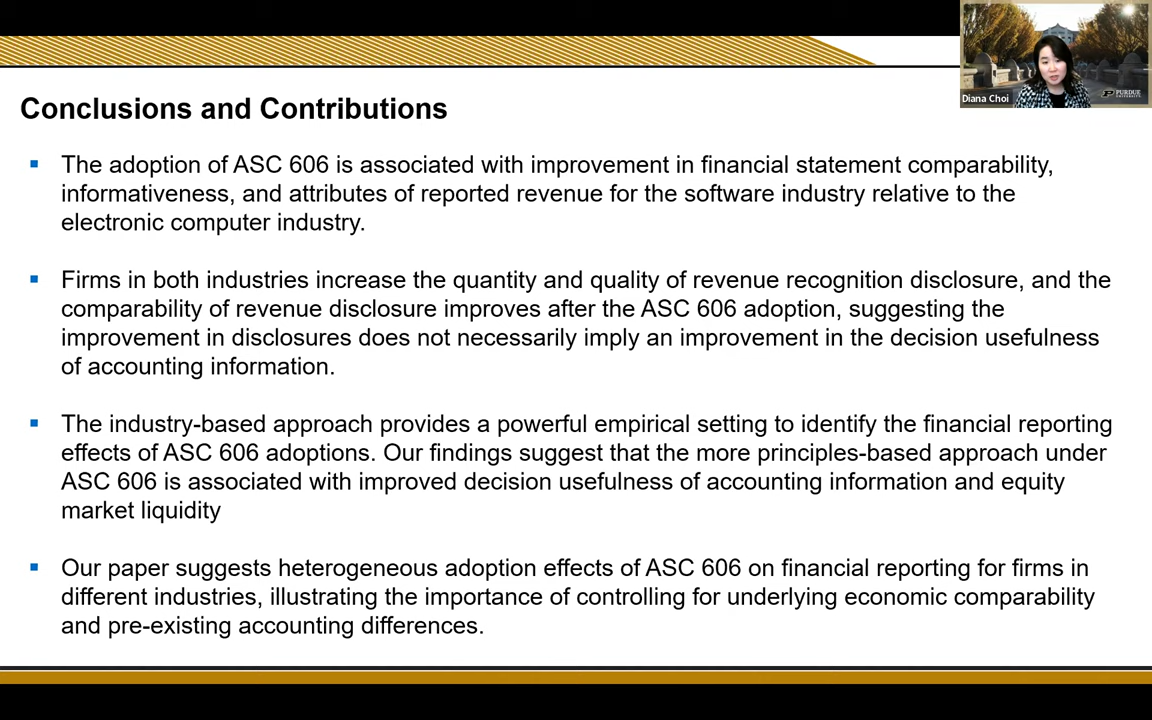 Diana Choi
PURDUE
UNIVERSITY
Conclusions and Contributions
▪ The adoption of ASC 606 is associated with improvement in financial statement comparability,
informativeness, and attributes of reported revenue for the software industry relative to the
electronic computer industry.
▪ Firms in both industries increase the quantity and quality of revenue recognition disclosure, and the
comparability of revenue disclosure improves after the ASC 606 adoption, suggesting the
improvement in disclosures does not necessarily imply an improvement in the decision usefulness
of accounting information.
▪ The industry-based approach provides a powerful empirical setting to identify the financial reporting
effects of ASC 606 adoptions. Our findings suggest that the more principles-based approach under
ASC 606 is associated with improved decision usefulness of accounting information and equity
market liquidity
▪ Our paper suggests heterogeneous adoption effects of ASC 606 on financial reporting for firms in
different industries, illustrating the importance of controlling for underlying economic comparability
and pre-existing accounting differences.